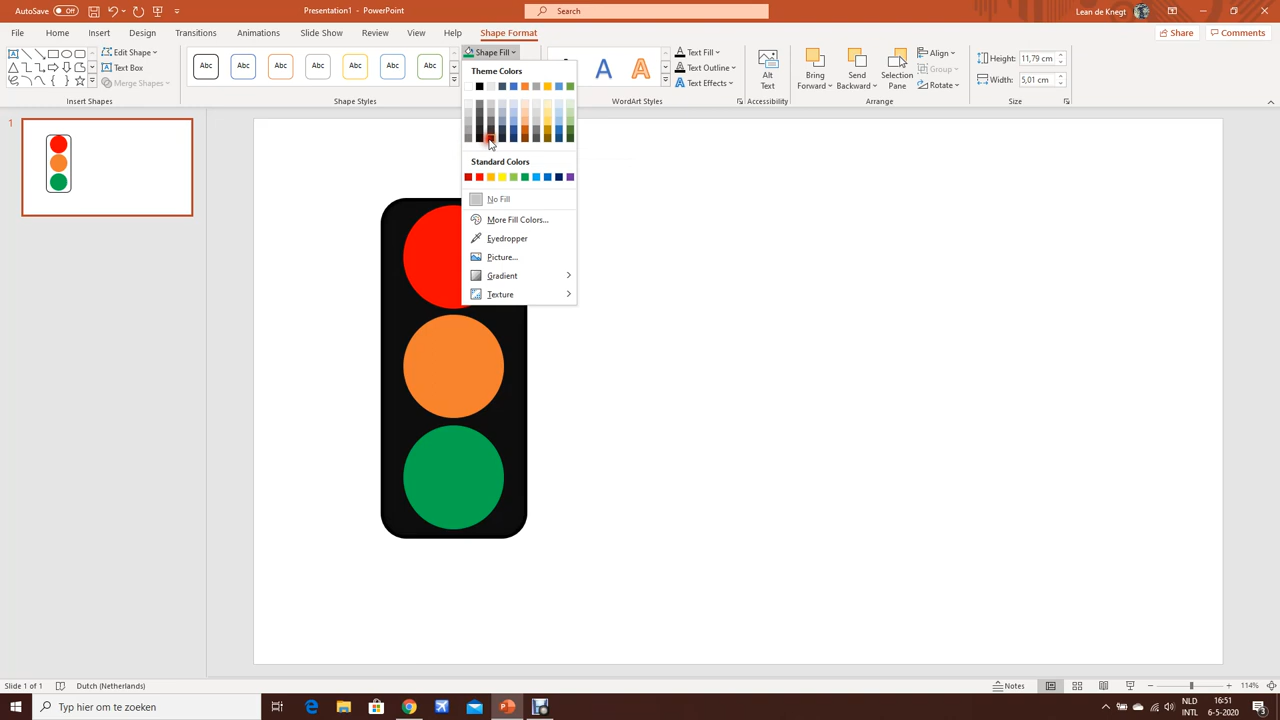 AutoSave Off
Presentation1 - PowerPoint
Search
Lean de Knegt
File Home Insert Design Transitions Animations Slide Show Review View Help Shape Format
Share Comments
Edit Shape
Text Box
Merge Shapes
Insert Shapes
Abc Abc Abc Abc Abc Abc Abc
Shape Styles
Shape Fill
A A
Text Fill
Text Outline
Text Effects
WordArt Styles
Alt Text
Accessibility
Bring Forward
Send Backward
Selection Pane
Align
Group
Rotate
Arrange
Height: 11,79 cm
Width: 5,01 cm
Size
Theme Colors
Standard Colors
No Fill
More Fill Colors...
Eyedropper
Picture...
Gradient
Texture
1
Slide 1 of 1 Dutch (Netherlands)
Notes
114%
Typ hier om te zoeken
NLD
INTL
16:51
6-5-2020